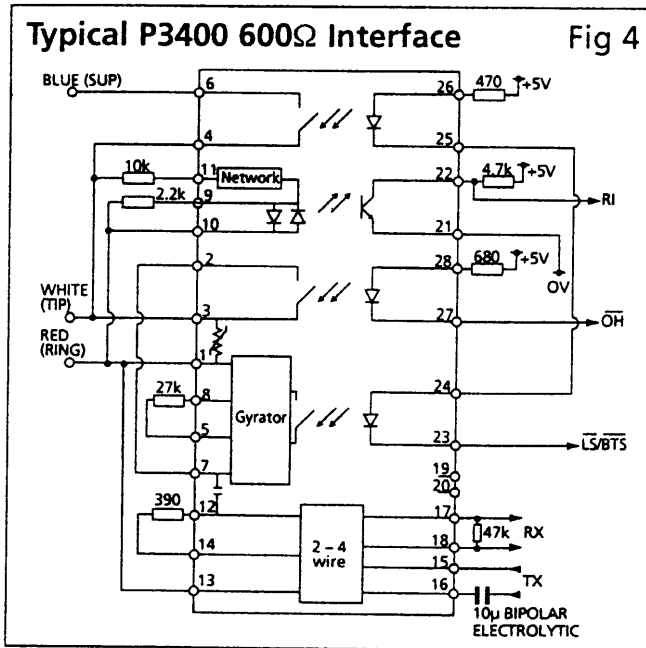 Typical P3400 600Ω Interface Fig 4
BLUE (SUP)
6
26
470
+5V
4
25
10k
11
Network
22
4.7k
+5V
2.2k
9
RI
10
21
2
28
680
+5V
0V
WHITE
(TIP)
3
27
OH
RED
(RING)
1
24
27k
8
Gyrator
5
23
LS/BTS
7
19
20
390
12
17
RX
47k
2-4
wire
14
18
15
TX
13
16
10µ BIPOLAR
ELECTROLYTIC